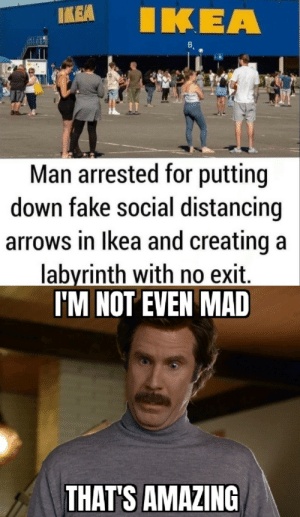 IKEA IKEA
8
Man arrested for putting
down fake social distancing
arrows in Ikea and creating a
labyrinth with no exit.
I'M NOT EVEN MAD
THAT'S AMAZING